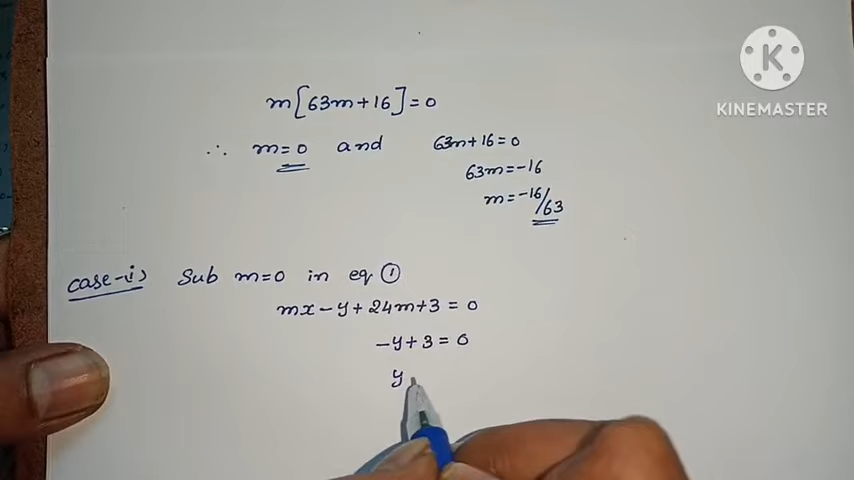 KINEMASTER
m[63m+16]=0
∴ m=0 and 63m+16=0
63m=-16
m=-16/63
case-i) Sub m=0 in eq ①
mx-y+24m+3=0
-y+3=0
y